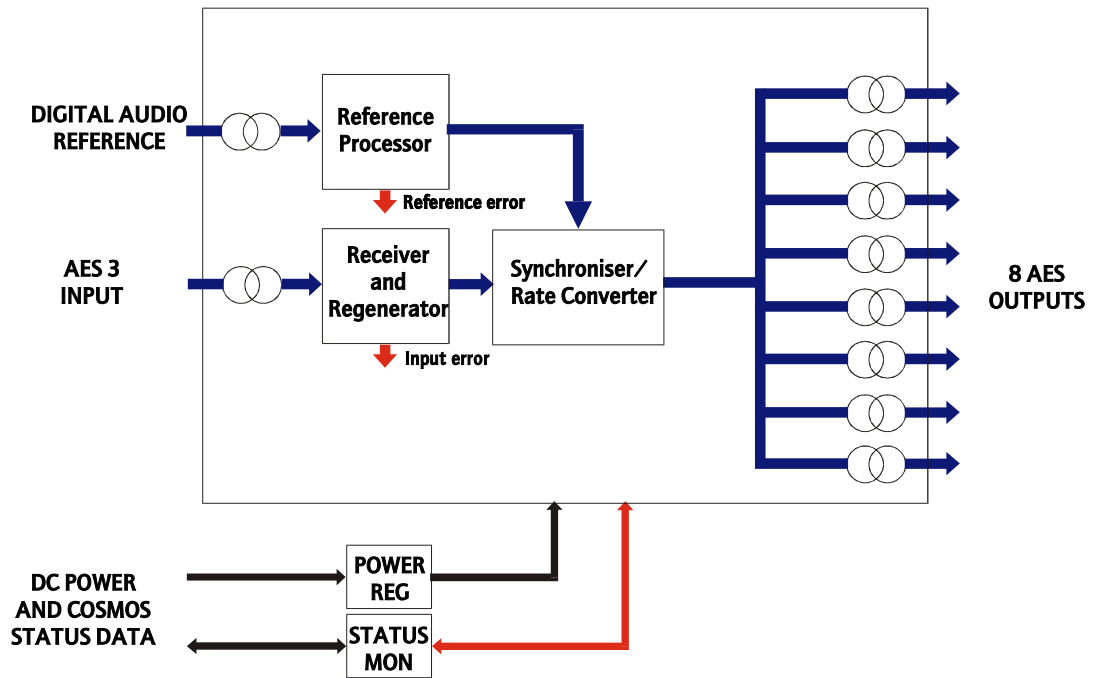 DIGITAL AUDIO
REFERENCE
Reference
Processor
Reference error
AES 3
INPUT
Receiver
and
Regenerator
Input error
Synchroniser/
Rate Converter
8 AES
OUTPUTS
DC POWER
AND COSMOS
STATUS DATA
POWER
REG
STATUS
MON